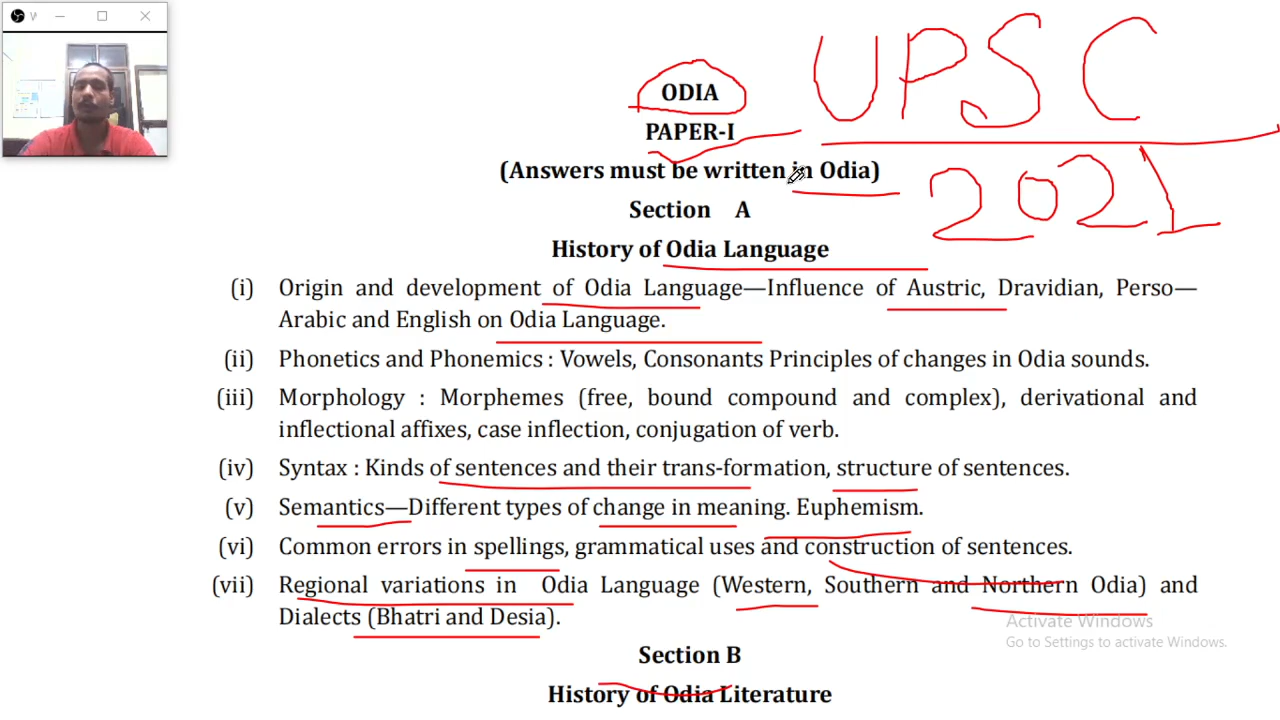 ODIA
UPSC
PAPER-I
(Answers must be written in Odia)
2021
Section A
History of Odia Language
(i) Origin and development of Odia Language—Influence of Austric, Dravidian, Perso—
Arabic and English on Odia Language.
(ii) Phonetics and Phonemics : Vowels, Consonants Principles of changes in Odia sounds.
(iii) Morphology : Morphemes (free, bound compound and complex), derivational and
inflectional affixes, case inflection, conjugation of verb.
(iv) Syntax : Kinds of sentences and their trans-formation, structure of sentences.
(v) Semantics—Different types of change in meaning. Euphemism.
(vi) Common errors in spellings, grammatical uses and construction of sentences.
(vii) Regional variations in Odia Language (Western, Southern and Northern Odia) and
Dialects (Bhatri and Desia).
Activate Windows
Go to Settings to activate Windows.
Section B
History of Odia Literature